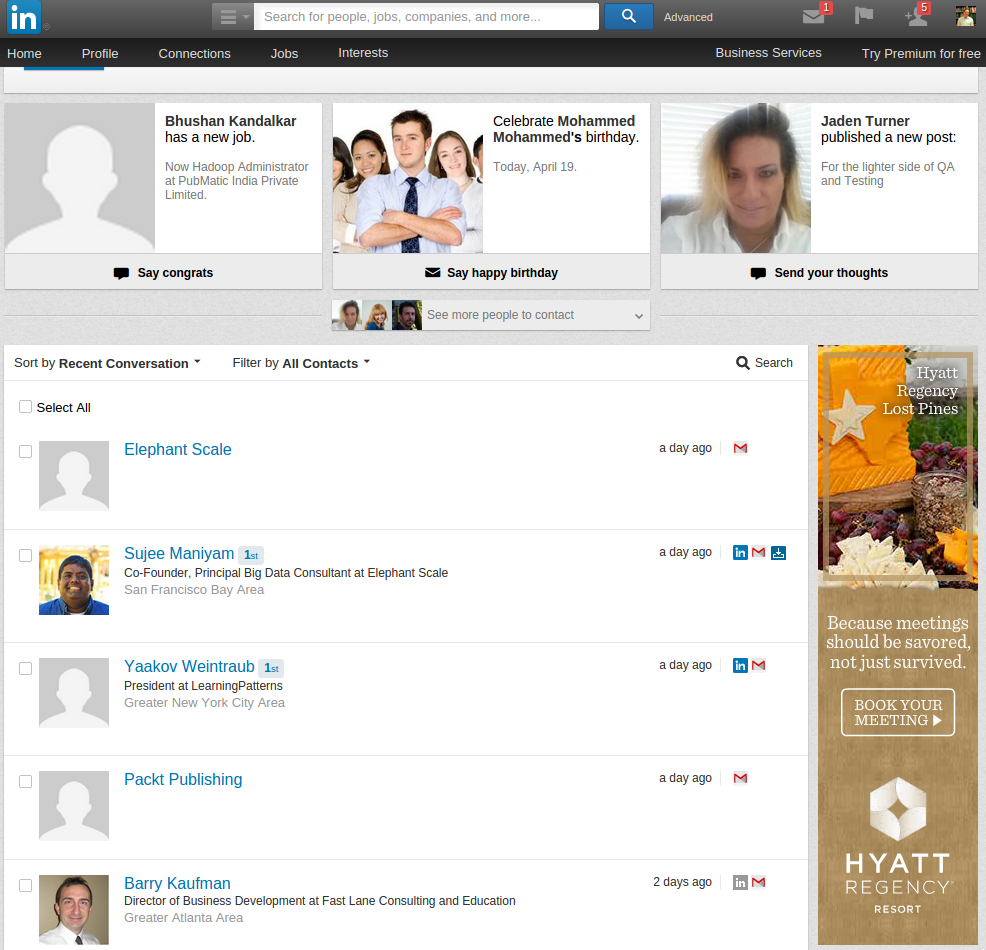 in
Search for people, jobs, companies, and more...
Advanced
1
5
Home
Profile
Connections
Jobs
Interests
Business Services
Try Premium for free
Bhushan Kandalkar
has a new job.
Now Hadoop Administrator
at PubMatic India Private
Limited.
Say congrats
Celebrate Mohammed
Mohammed's birthday.
Today, April 19.
Say happy birthday
Jaden Turner
published a new post:
For the lighter side of QA
and Testing
Send your thoughts
See more people to contact
Sort by Recent Conversation
Filter by All Contacts
Search
Select All
Elephant Scale
a day ago
Sujee Maniyam 1st
a day ago
in
Co-Founder, Principal Big Data Consultant at Elephant Scale
San Francisco Bay Area
Yaakov Weintraub 1st
a day ago
in
President at LearningPatterns
Greater New York City Area
Packt Publishing
a day ago
Barry Kaufman
2 days ago
in
Director of Business Development at Fast Lane Consulting and Education
Greater Atlanta Area
Hyatt
Regency
Lost Pines
Because meetings
should be savored,
not just survived.
BOOK YOUR
MEETING
HYATT
REGENCY
RESORT